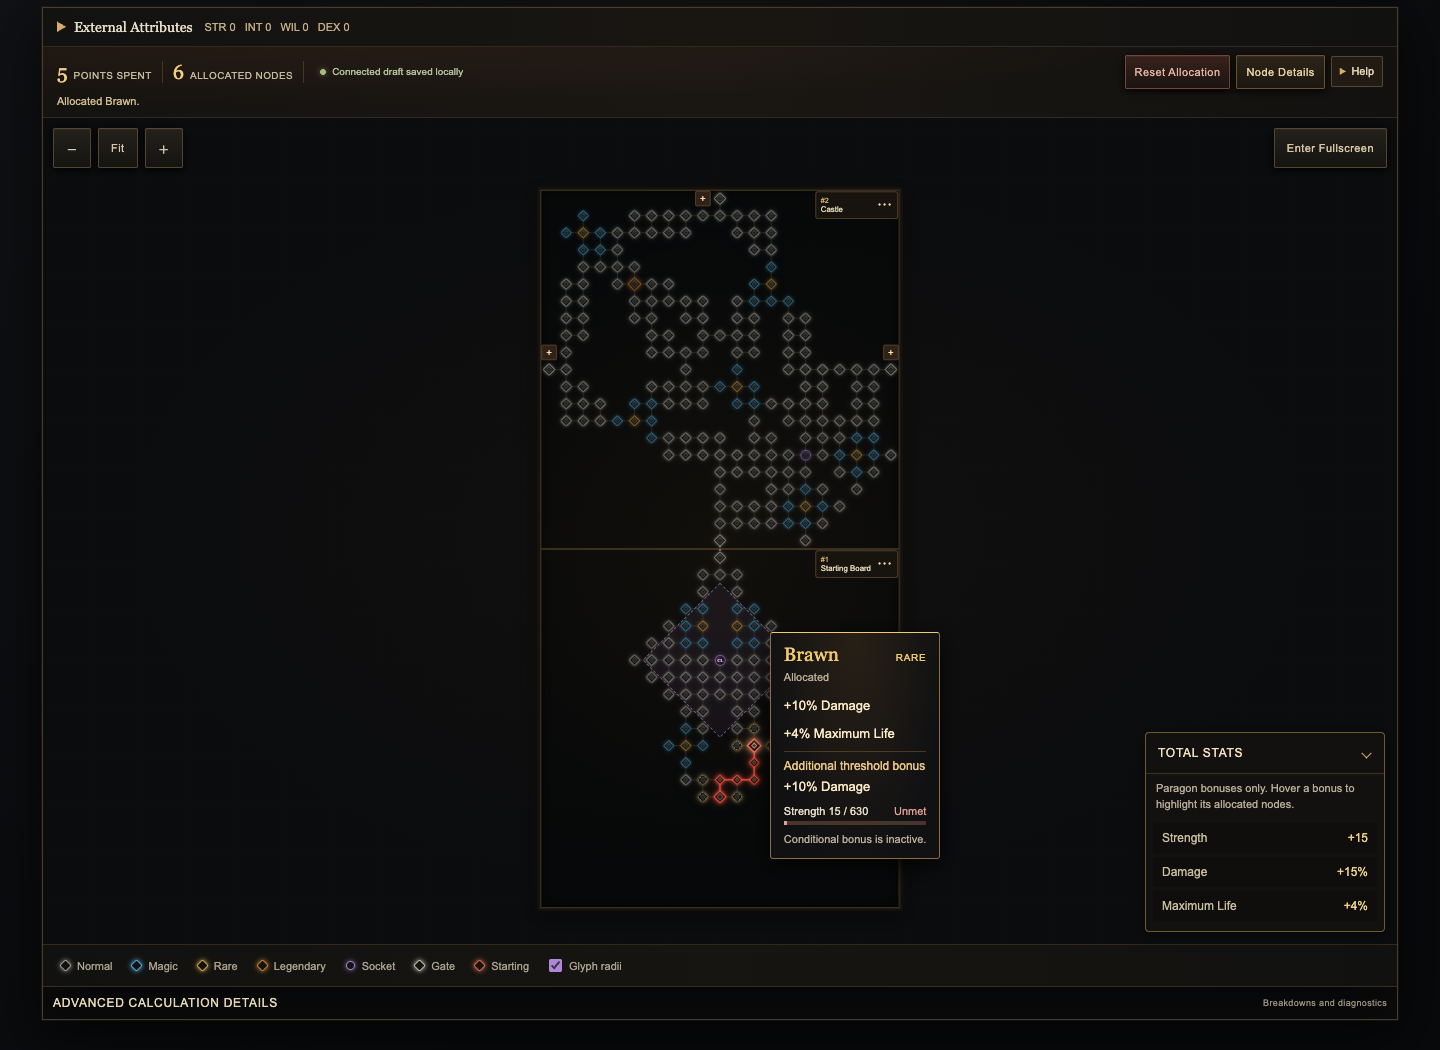 External Attributes STR 0 INT 0 WIL 0 DEX 0
5 POINTS SPENT 6 ALLOCATED NODES Connected draft saved locally
Reset Allocation Node Details Help
Allocated Brawn.
− Fit + Enter Fullscreen
+
#2
Castle
+ +
#1
Starting Board
CL
Brawn RARE
Allocated
+10% Damage
+4% Maximum Life
Additional threshold bonus
+10% Damage
Strength 15 / 630 Unmet
Conditional bonus is inactive.
TOTAL STATS
Paragon bonuses only. Hover a bonus to
highlight its allocated nodes.
Strength +15
Damage +15%
Maximum Life +4%
Normal Magic Rare Legendary Socket Gate Starting Glyph radii
ADVANCED CALCULATION DETAILS Breakdowns and diagnostics